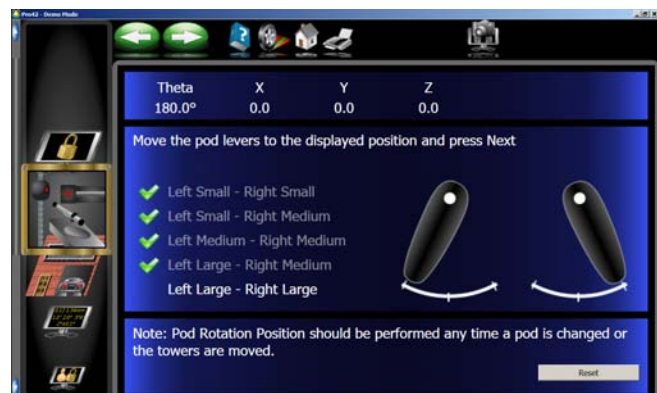 Pro42 - Demo Mode
Theta X Y Z
180.0° 0.0 0.0 0.0
Move the pod levers to the displayed position and press Next
Left Small - Right Small
Left Small - Right Medium
Left Medium - Right Medium
Left Large - Right Medium
Left Large - Right Large
Note: Pod Rotation Position should be performed any time a pod is changed or
the towers are moved.
Reset